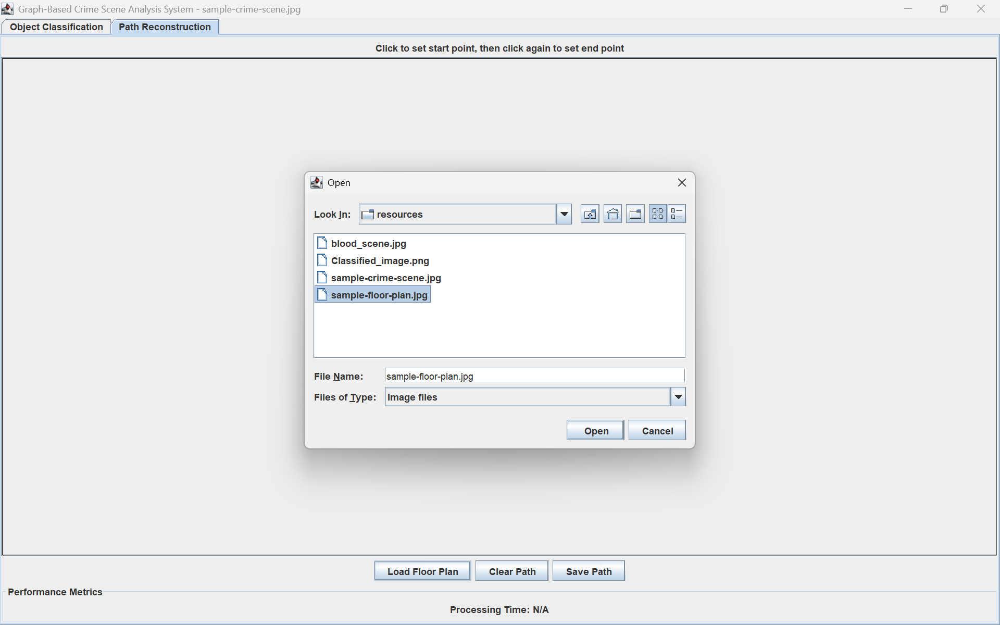 Graph-Based Crime Scene Analysis System - sample-crime-scene.jpg
Object Classification Path Reconstruction
Click to set start point, then click again to set end point
Open
Look In: resources
blood_scene.jpg
Classified_image.png
sample-crime-scene.jpg
sample-floor-plan.jpg
File Name: sample-floor-plan.jpg
Files of Type: Image files
Open Cancel
Load Floor Plan Clear Path Save Path
Performance Metrics
Processing Time: N/A